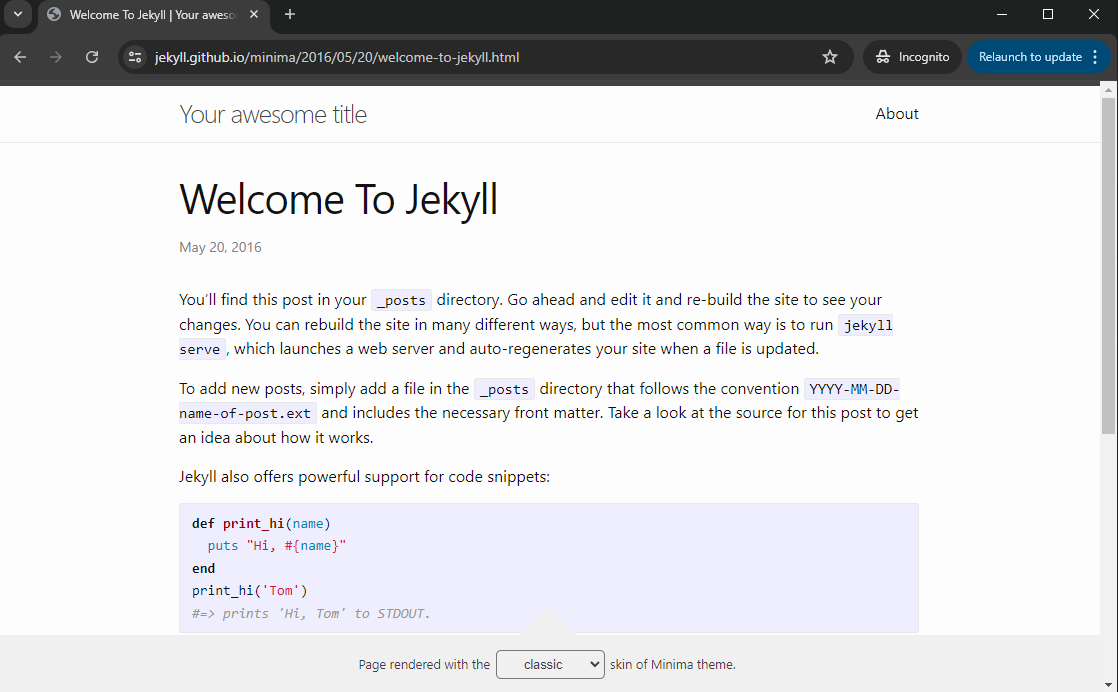 Welcome To Jekyll | Your aweso
jekyll.github.io/minima/2016/05/20/welcome-to-jekyll.html
Incognito
Relaunch to update
Your awesome title
About
Welcome To Jekyll
May 20, 2016
You’ll find this post in your _posts directory. Go ahead and edit it and re-build the site to see your
changes. You can rebuild the site in many different ways, but the most common way is to run jekyll
serve, which launches a web server and auto-regenerates your site when a file is updated.
To add new posts, simply add a file in the _posts directory that follows the convention YYYY-MM-DD-
name-of-post.ext and includes the necessary front matter. Take a look at the source for this post to get
an idea about how it works.
Jekyll also offers powerful support for code snippets:
def print_hi(name)
  puts "Hi, #{name}"
end
print_hi('Tom')
#=> prints 'Hi, Tom' to STDOUT.
Page rendered with the classic skin of Minima theme.